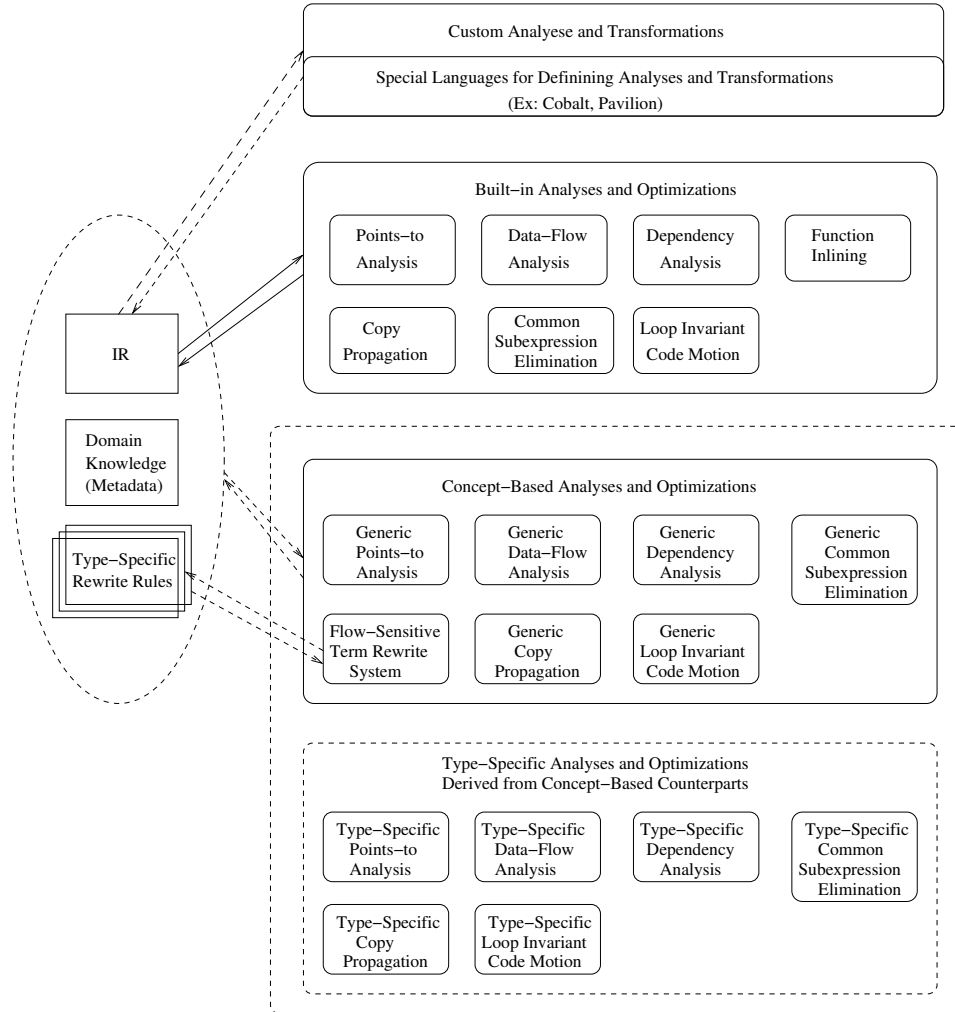 Custom Analyese and Transformations
Special Languages for Definining Analyses and Transformations
(Ex: Cobalt, Pavilion)
Built−in Analyses and Optimizations
Points−to
Analysis
Data−Flow
Analysis
Dependency
Analysis
Function
Inlining
Copy
Propagation
Common
Subexpression
Elimination
Loop Invariant
Code Motion
IR
Domain
Knowledge
(Metadata)
Type−Specific
Rewrite Rules
Concept−Based Analyses and Optimizations
Generic
Points−to
Analysis
Generic
Data−Flow
Analysis
Generic
Dependency
Analysis
Generic
Common
Subexpression
Elimination
Flow−Sensitive
Term Rewrite
System
Generic
Copy
Propagation
Generic
Loop Invariant
Code Motion
Type−Specific Analyses and Optimizations
Derived from Concept−Based Counterparts
Type−Specific
Points−to
Analysis
Type−Specific
Data−Flow
Analysis
Type−Specific
Dependency
Analysis
Type−Specific
Common
Subexpression
Elimination
Type−Specific
Copy
Propagation
Type−Specific
Loop Invariant
Code Motion